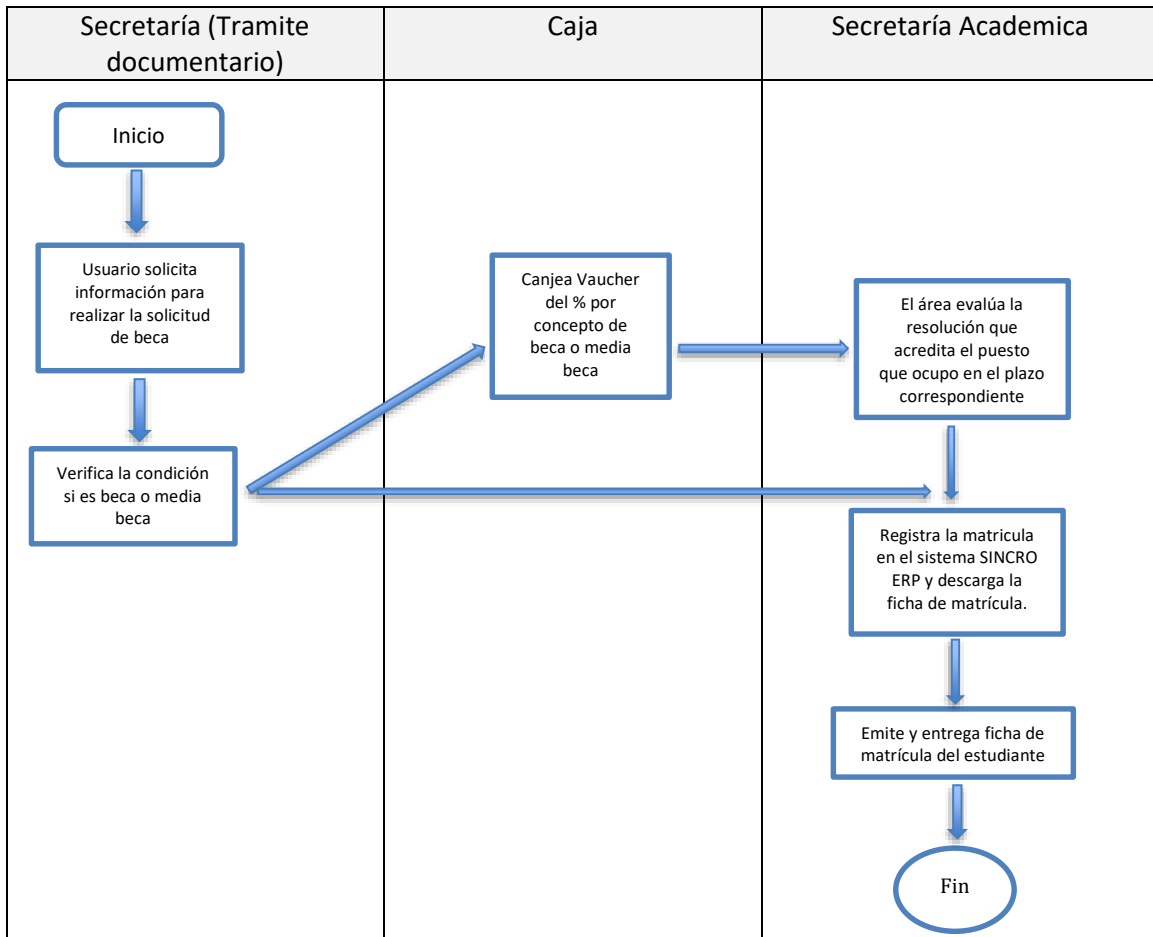 Secretaría (Tramite
documentario)
Caja
Secretaría Academica
Inicio
Usuario solicita
información para
realizar la solicitud
de beca
Verifica la condición
si es beca o media
beca
Canjea Vaucher
del % por
concepto de
beca o media
beca
El área evalúa la
resolución que
acredita el puesto
que ocupo en el plazo
correspondiente
Registra la matricula
en el sistema SINCRO
ERP y descarga la
ficha de matrícula.
Emite y entrega ficha de
matrícula del estudiante
Fin